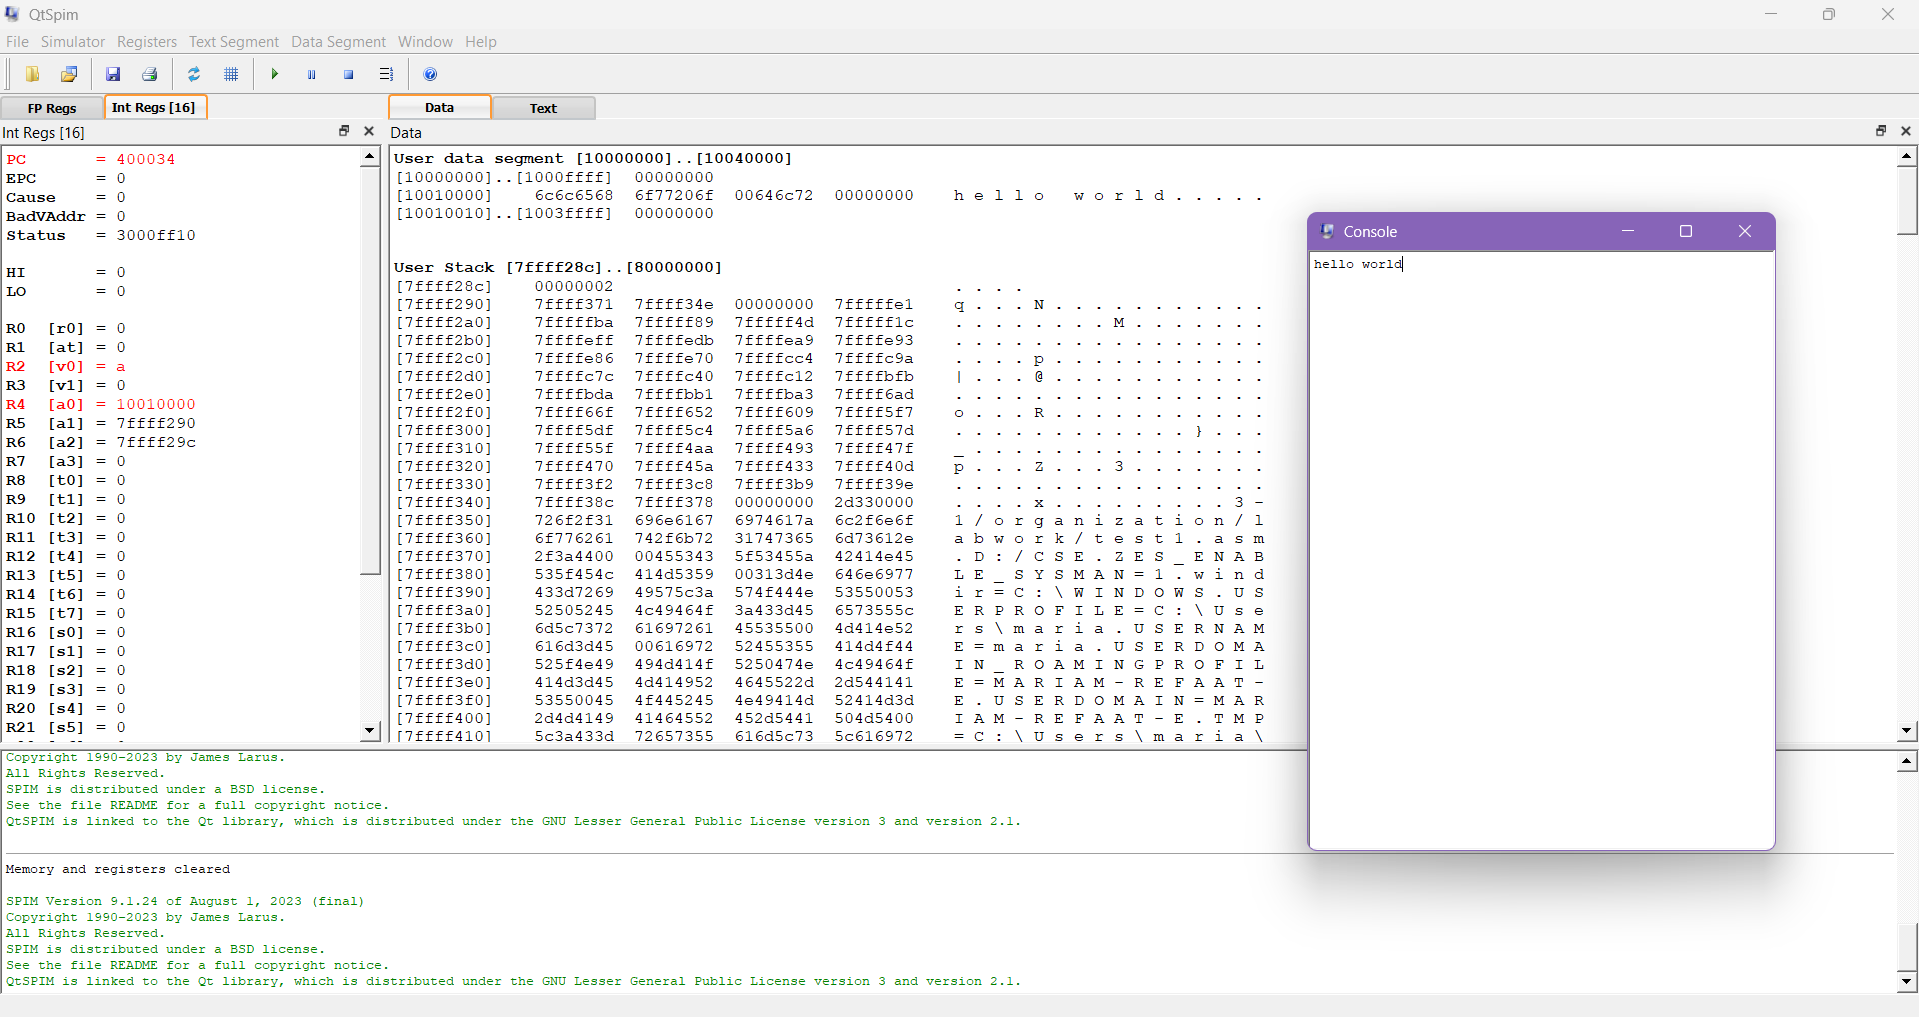 QtSpim
File Simulator Registers Text Segment Data Segment Window Help
FP Regs Int Regs [16] Data Text
Int Regs [16]
PC = 400034
EPC = 0
Cause = 0
BadVAddr = 0
Status = 3000ff10
HI = 0
LO = 0
R0 [r0] = 0
R1 [at] = 0
R2 [v0] = a
R3 [v1] = 0
R4 [a0] = 10010000
R5 [a1] = 7ffff290
R6 [a2] = 7ffff29c
R7 [a3] = 0
R8 [t0] = 0
R9 [t1] = 0
R10 [t2] = 0
R11 [t3] = 0
R12 [t4] = 0
R13 [t5] = 0
R14 [t6] = 0
R15 [t7] = 0
R16 [s0] = 0
R17 [s1] = 0
R18 [s2] = 0
R19 [s3] = 0
R20 [s4] = 0
R21 [s5] = 0
Data
User data segment [10000000]..[10040000]
[10000000]..[1000ffff] 00000000
[10010000] 6c6c6568 6f77206f 00646c72 00000000 h e l l o w o r l d . . . . .
[10010010]..[1003ffff] 00000000
User Stack [7ffff28c]..[80000000]
[7ffff28c] 00000002 . . . .
[7ffff290] 7ffff371 7ffff34e 00000000 7fffffe1 q . . . N . . . . . . . . . . .
[7ffff2a0] 7fffffba 7fffff89 7fffff4d 7fffff1c . . . . . . . . M . . . . . . .
[7ffff2b0] 7ffffeff 7ffffedb 7ffffea9 7ffffe93 . . . . . . . . . . . . . . . .
[7ffff2c0] 7ffffe86 7ffffe70 7ffffcc4 7ffffc9a . . . . p . . . . . . . . . . .
[7ffff2d0] 7ffffc7c 7ffffc40 7ffffc12 7ffffbfb | . . . @ . . . . . . . . . . .
[7ffff2e0] 7ffffbda 7ffffbb1 7ffffba3 7ffff6ad . . . . . . . . . . . . . . . .
[7ffff2f0] 7ffff66f 7ffff652 7ffff609 7ffff5f7 o . . . R . . . . . . . . . . .
[7ffff300] 7ffff5df 7ffff5c4 7ffff5a6 7ffff57d . . . . . . . . . . . . } . . .
[7ffff310] 7ffff55f 7ffff4aa 7ffff493 7ffff47f _ . . . . . . . . . . . . . . .
[7ffff320] 7ffff470 7ffff45a 7ffff433 7ffff40d p . . . Z . . . 3 . . . . . . .
[7ffff330] 7ffff3f2 7ffff3c8 7ffff3b9 7ffff39e . . . . . . . . . . . . . . . .
[7ffff340] 7ffff38c 7ffff378 00000000 2d330000 . . . . x . . . . . . . . . 3 -
[7ffff350] 726f2f31 696e6167 6974617a 6c2f6e6f 1 / o r g a n i z a t i o n / l
[7ffff360] 6f776261 742f6b72 31747365 6d73612e a b w o r k / t e s t 1 . a s m
[7ffff370] 2f3a4400 00455343 5f53455a 42414e45 . D : / C S E . Z E S _ E N A B
[7ffff380] 535f454c 414d5359 00313d4e 646e6977 L E _ S Y S M A N = 1 . w i n d
[7ffff390] 433d7269 49575c3a 574f444e 53550053 i r = C : \ W I N D O W S . U S
[7ffff3a0] 52505245 4c49464f 3a433d45 6573555c E R P R O F I L E = C : \ U s e
[7ffff3b0] 6d5c7372 61697261 45535500 4d414e52 r s \ m a r i a . U S E R N A M
[7ffff3c0] 616d3d45 00616972 52455355 414d4f44 E = m a r i a . U S E R D O M A
[7ffff3d0] 525f4e49 494d414f 5250474e 4c49464f I N _ R O A M I N G P R O F I L
[7ffff3e0] 414d3d45 4d414952 4645522d 2d544141 E = M A R I A M - R E F A A T -
[7ffff3f0] 53550045 4f445245 4e49414d 52414d3d E . U S E R D O M A I N = M A R
[7ffff400] 2d4d4149 41464552 452d5441 504d5400 I A M - R E F A A T - E . T M P
[7ffff410] 5c3a433d 72657355 616d5c73 5c616972 = C : \ U s e r s \ m a r i a \
Console
hello world
Copyright 1990-2023 by James Larus.
All Rights Reserved.
SPIM is distributed under a BSD license.
See the file README for a full copyright notice.
QtSPIM is linked to the Qt library, which is distributed under the GNU Lesser General Public License version 3 and version 2.1.
Memory and registers cleared
SPIM Version 9.1.24 of August 1, 2023 (final)
Copyright 1990-2023 by James Larus.
All Rights Reserved.
SPIM is distributed under a BSD license.
See the file README for a full copyright notice.
QtSPIM is linked to the Qt library, which is distributed under the GNU Lesser General Public License version 3 and version 2.1.